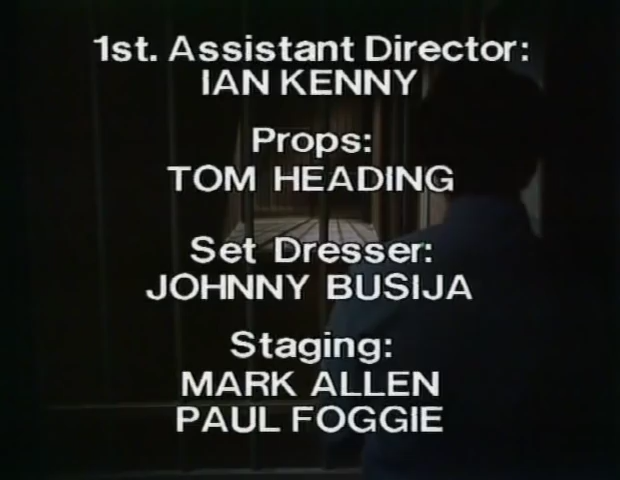 1st. Assistant Director:
IAN KENNY
Props:
TOM HEADING
Set Dresser:
JOHNNY BUSIJA
Staging:
MARK ALLEN
PAUL FOGGIE